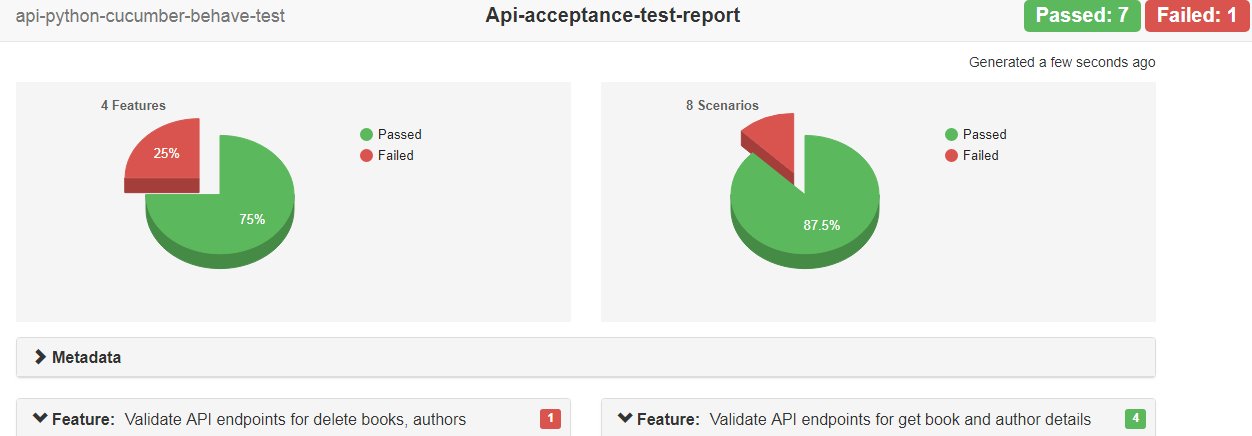 api-python-cucumber-behave-test
Api-acceptance-test-report
Passed: 7
Failed: 1
Generated a few seconds ago
4 Features
25%
75%
Passed
Failed
8 Scenarios
87.5%
Passed
Failed
Metadata
Feature: Validate API endpoints for delete books, authors 1
Feature: Validate API endpoints for get book and author details 4